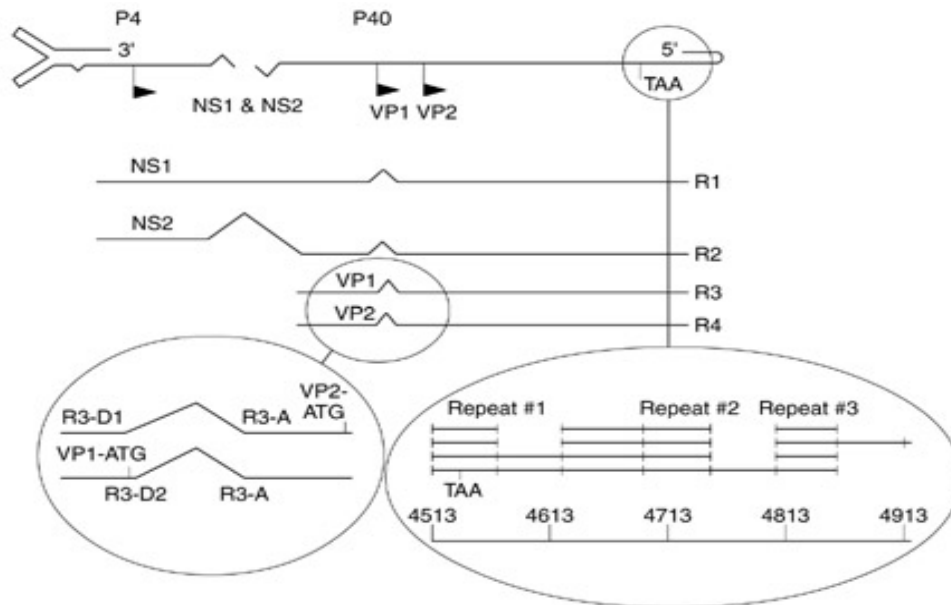 P4 P40
3' 5'
TAA
NS1 & NS2 VP1 VP2
NS1
R1
NS2
R2
VP1
R3
VP2
R4
VP2-
ATG
R3-D1 R3-A
VP1-ATG
R3-D2 R3-A
Repeat #1 Repeat #2 Repeat #3
TAA
4513 4613 4713 4813 4913